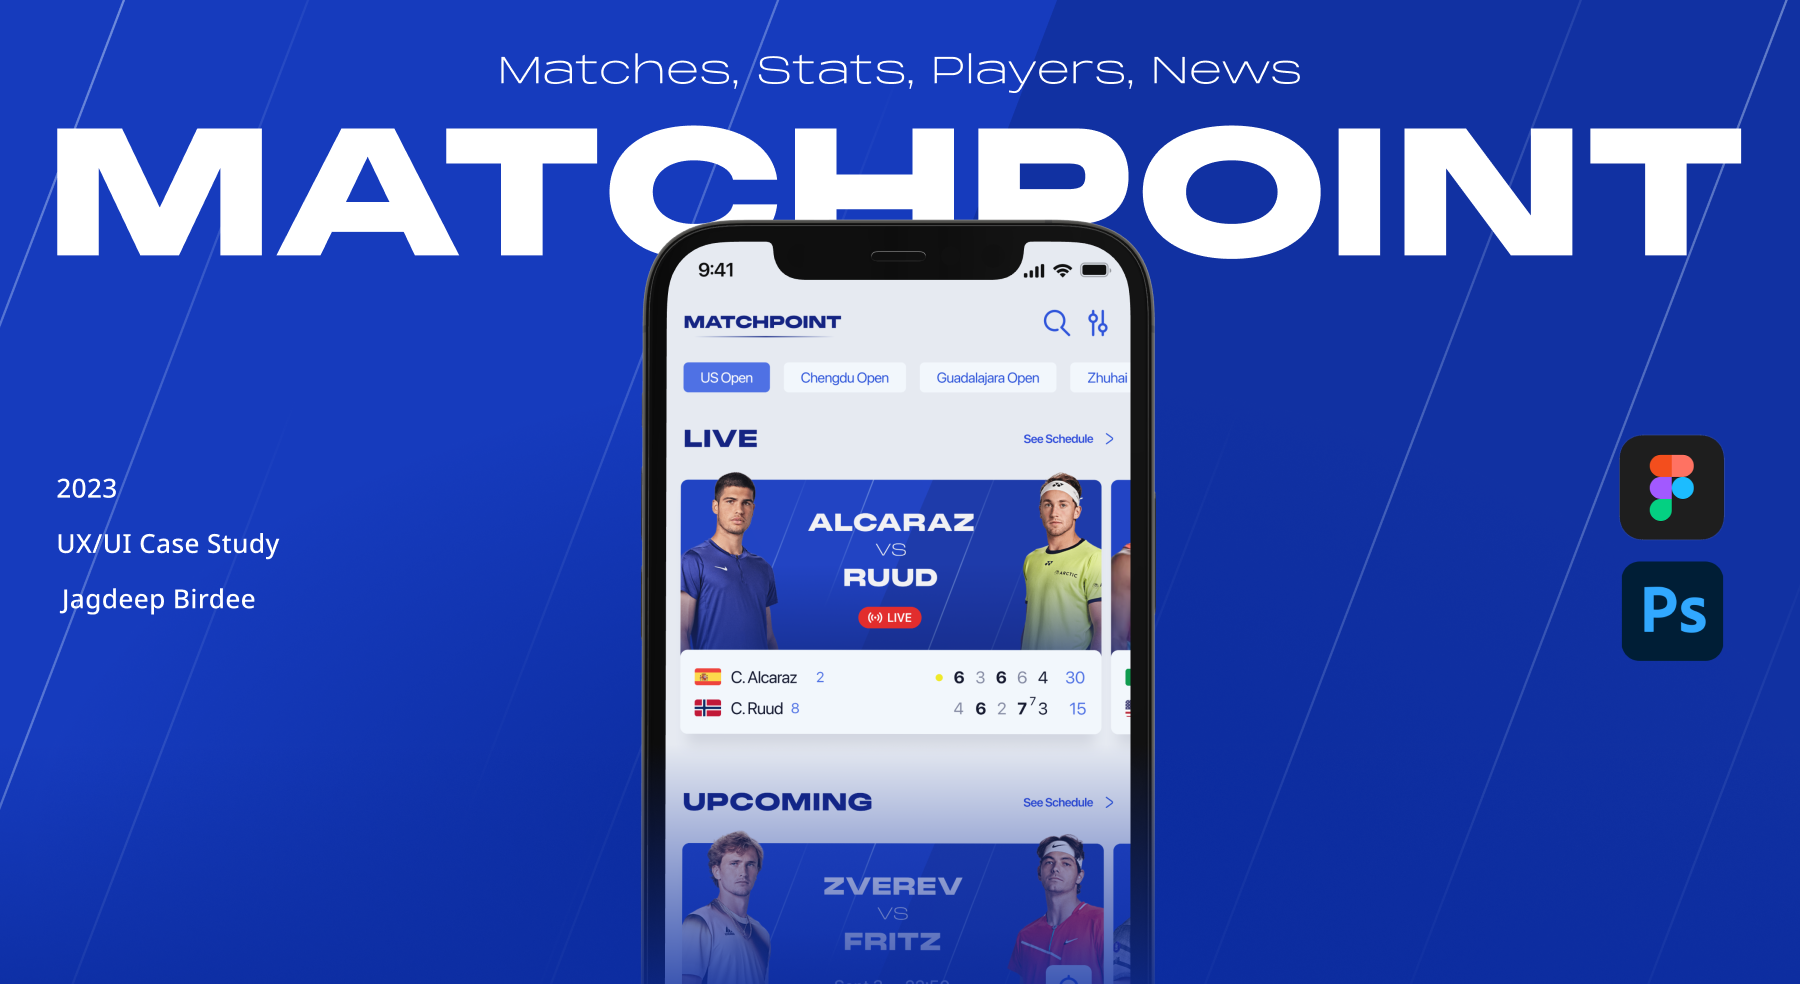 Matches, Stats, Players, News
MATCHPOINT
9:41
MATCHPOINT
US Open Chengdu Open Guadalajara Open Zhuhai
LIVE See Schedule
ALCARAZ
VS
RUUD
LIVE
C. Alcaraz 2 6 3 6 6 4 30
C. Ruud 8 4 6 2 7 7 3 15
UPCOMING See Schedule
ZVEREV
VS
FRITZ
2023
UX/UI Case Study
Jagdeep Birdee
Ps